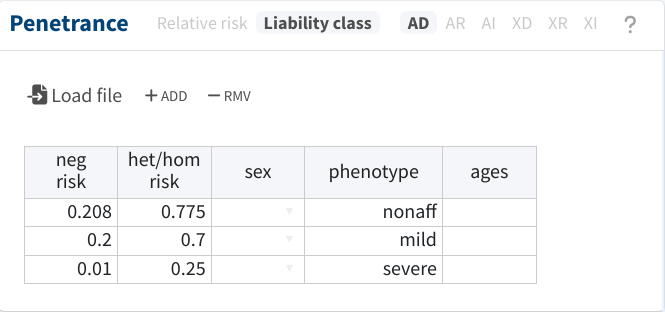 Penetrance Relative risk Liability class AD AR AI XD XR XI ?
Load file + ADD − RMV
neg risk het/hom risk sex phenotype ages
0.208 0.775 nonaff
0.2 0.7 mild
0.01 0.25 severe